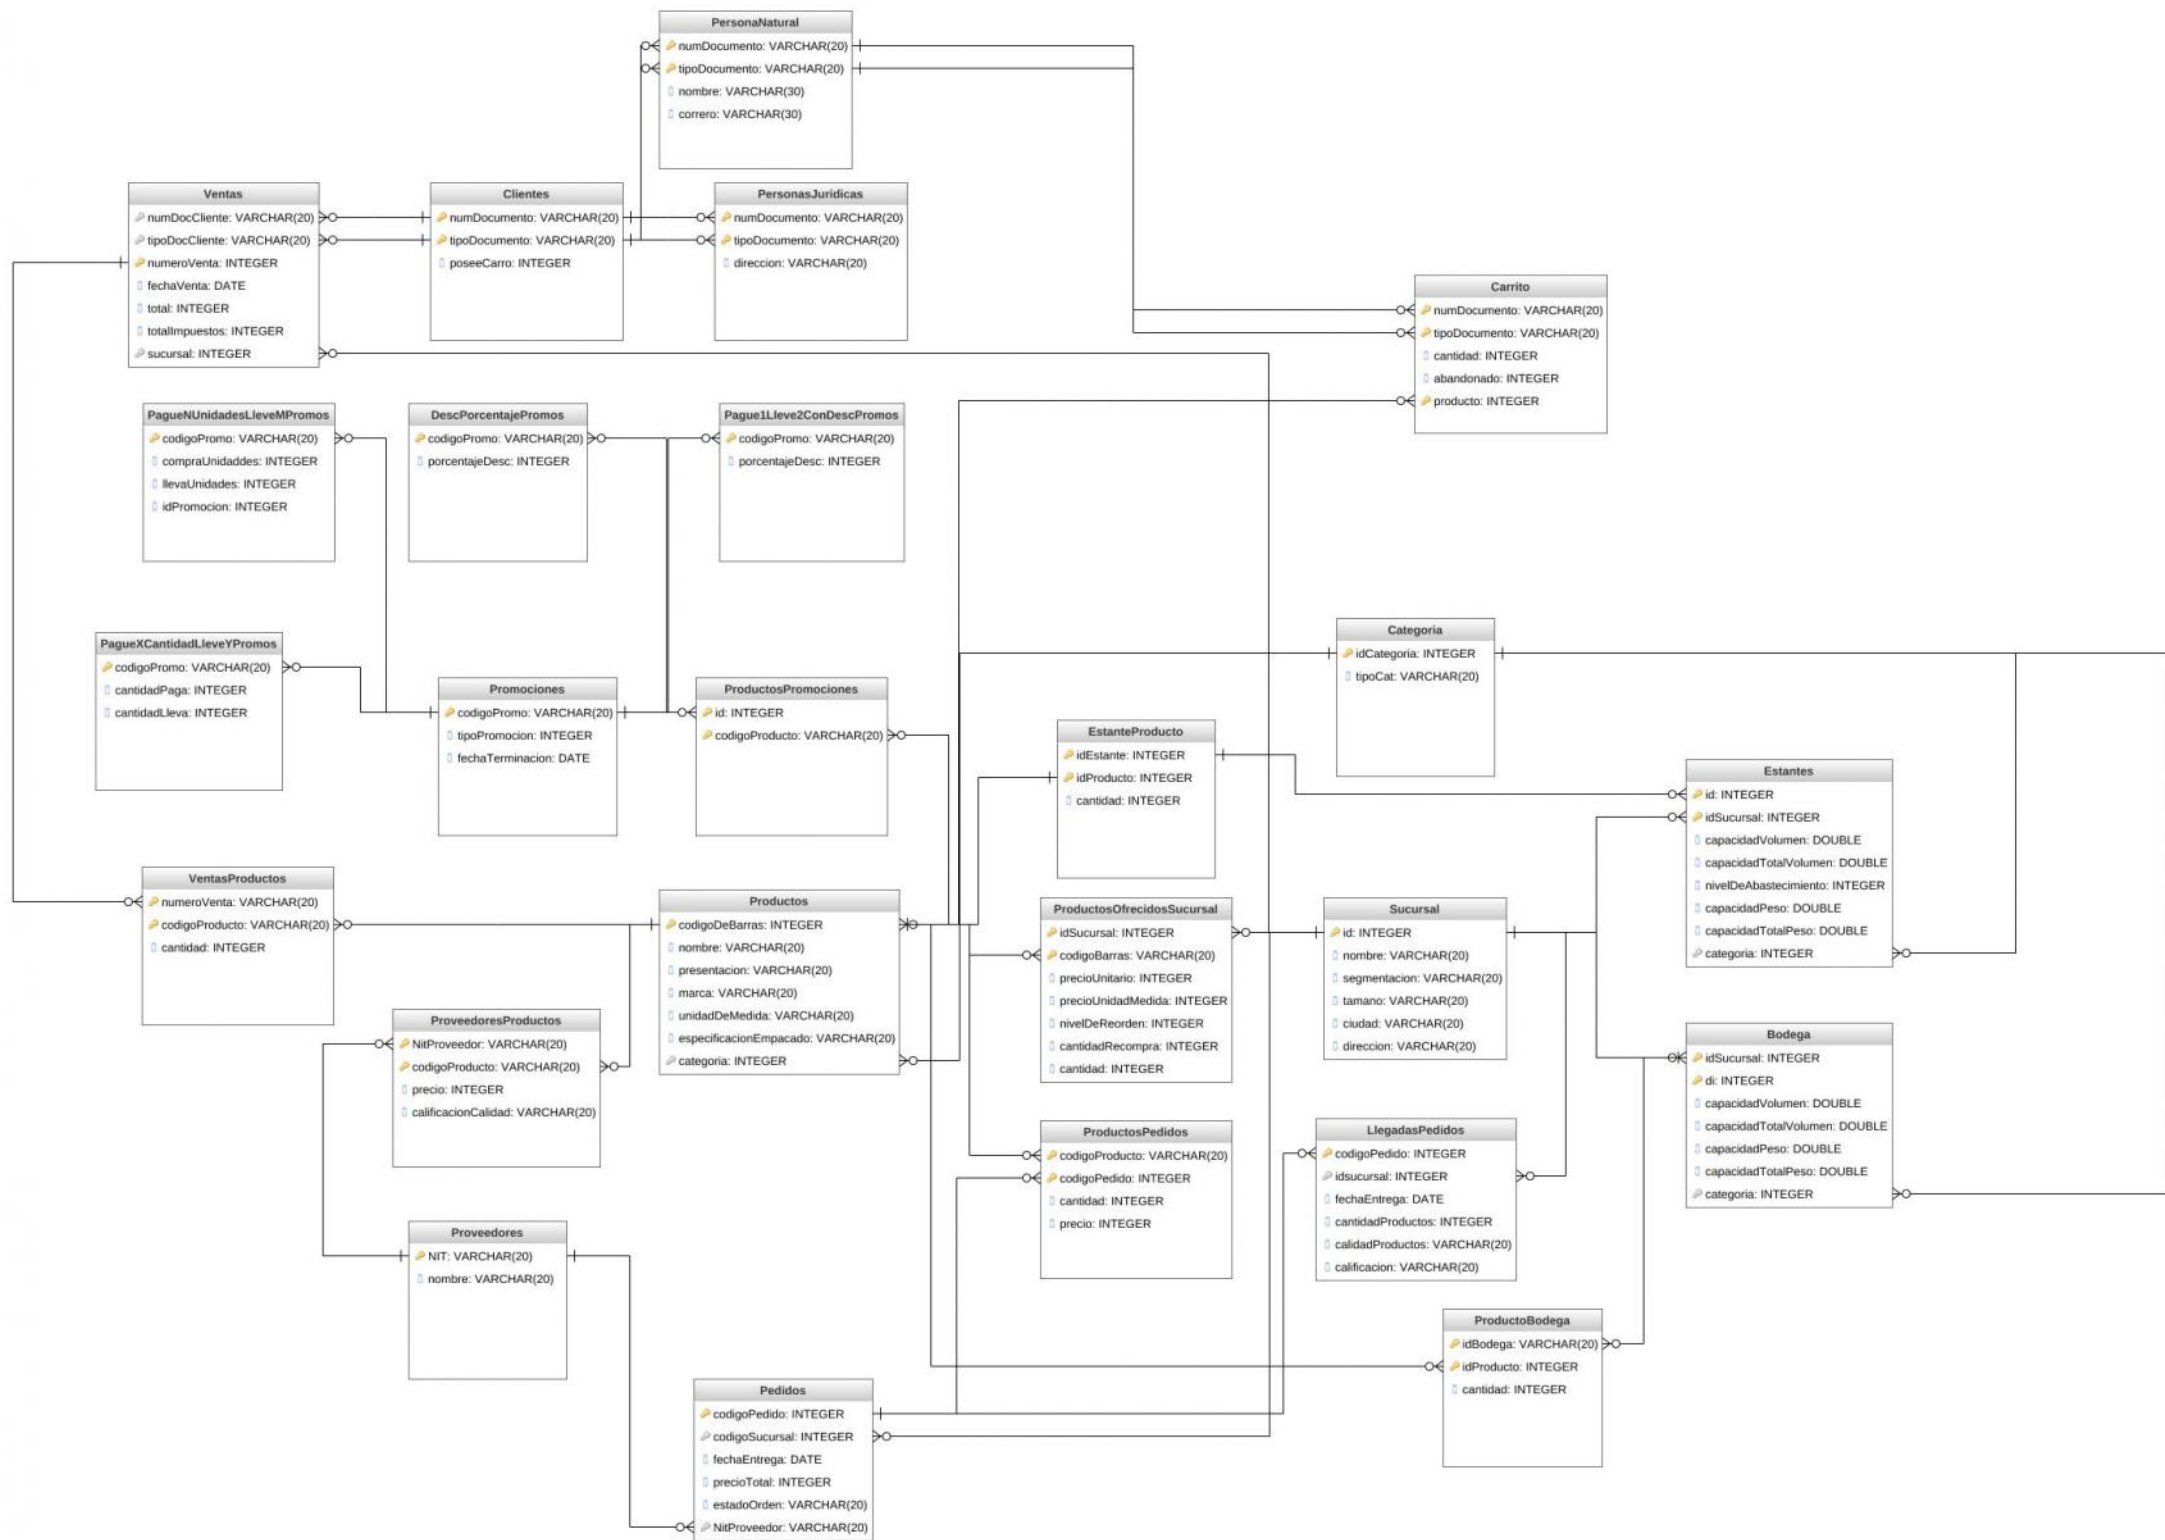 PersonaNatural
numDocumento: VARCHAR(20)
tipoDocumento: VARCHAR(20)
nombre: VARCHAR(30)
correro: VARCHAR(30)
Ventas
numDocCliente: VARCHAR(20)
tipoDocCliente: VARCHAR(20)
numeroVenta: INTEGER
fechaVenta: DATE
total: INTEGER
totalImpuestos: INTEGER
sucursal: INTEGER
Clientes
numDocumento: VARCHAR(20)
tipoDocumento: VARCHAR(20)
poseeCarro: INTEGER
PersonasJuridicas
numDocumento: VARCHAR(20)
tipoDocumento: VARCHAR(20)
direccion: VARCHAR(20)
Carrito
numDocumento: VARCHAR(20)
tipoDocumento: VARCHAR(20)
cantidad: INTEGER
abandonado: INTEGER
producto: INTEGER
PagueNUnidadesLleveMPromos
codigoPromo: VARCHAR(20)
compraUnidaddes: INTEGER
llevaUnidades: INTEGER
idPromocion: INTEGER
DescPorcentajePromos
codigoPromo: VARCHAR(20)
porcentajeDesc: INTEGER
Pague1Lleve2ConDescPromos
codigoPromo: VARCHAR(20)
porcentajeDesc: INTEGER
PagueXCantidadLleveYPromos
codigoPromo: VARCHAR(20)
cantidadPaga: INTEGER
cantidadLleva: INTEGER
Promociones
codigoPromo: VARCHAR(20)
tipoPromocion: INTEGER
fechaTerminacion: DATE
ProductosPromociones
id: INTEGER
codigoProducto: VARCHAR(20)
Categoria
idCategoria: INTEGER
tipoCat: VARCHAR(20)
EstanteProducto
idEstante: INTEGER
idProducto: INTEGER
cantidad: INTEGER
Estantes
id: INTEGER
idSucursal: INTEGER
capacidadVolumen: DOUBLE
capacidadTotalVolumen: DOUBLE
nivelDeAbastecimiento: INTEGER
capacidadPeso: DOUBLE
capacidadTotalPeso: DOUBLE
categoria: INTEGER
VentasProductos
numeroVenta: VARCHAR(20)
codigoProducto: VARCHAR(20)
cantidad: INTEGER
Productos
codigoDeBarras: INTEGER
nombre: VARCHAR(20)
presentacion: VARCHAR(20)
marca: VARCHAR(20)
unidadDeMedida: VARCHAR(20)
especificacionEmpacado: VARCHAR(20)
categoria: INTEGER
ProductosOfrecidosSucursal
idSucursal: INTEGER
codigoBarras: VARCHAR(20)
precioUnitario: INTEGER
precioUnidadMedida: INTEGER
nivelDeReorden: INTEGER
cantidadRecompra: INTEGER
cantidad: INTEGER
Sucursal
id: INTEGER
nombre: VARCHAR(20)
segmentacion: VARCHAR(20)
tamano: VARCHAR(20)
ciudad: VARCHAR(20)
direccion: VARCHAR(20)
ProveedoresProductos
NitProveedor: VARCHAR(20)
codigoProducto: VARCHAR(20)
precio: INTEGER
calificacionCalidad: VARCHAR(20)
Bodega
idSucursal: INTEGER
di: INTEGER
capacidadVolumen: DOUBLE
capacidadTotalVolumen: DOUBLE
capacidadPeso: DOUBLE
capacidadTotalPeso: DOUBLE
categoria: INTEGER
ProductosPedidos
codigoProducto: VARCHAR(20)
codigoPedido: INTEGER
cantidad: INTEGER
precio: INTEGER
LlegadasPedidos
codigoPedido: INTEGER
idsucursal: INTEGER
fechaEntrega: DATE
cantidadProductos: INTEGER
calidadProductos: VARCHAR(20)
calificacion: VARCHAR(20)
Proveedores
NIT: VARCHAR(20)
nombre: VARCHAR(20)
ProductoBodega
idBodega: VARCHAR(20)
idProducto: INTEGER
cantidad: INTEGER
Pedidos
codigoPedido: INTEGER
codigoSucursal: INTEGER
fechaEntrega: DATE
precioTotal: INTEGER
estadoOrden: VARCHAR(20)
NitProveedor: VARCHAR(20)